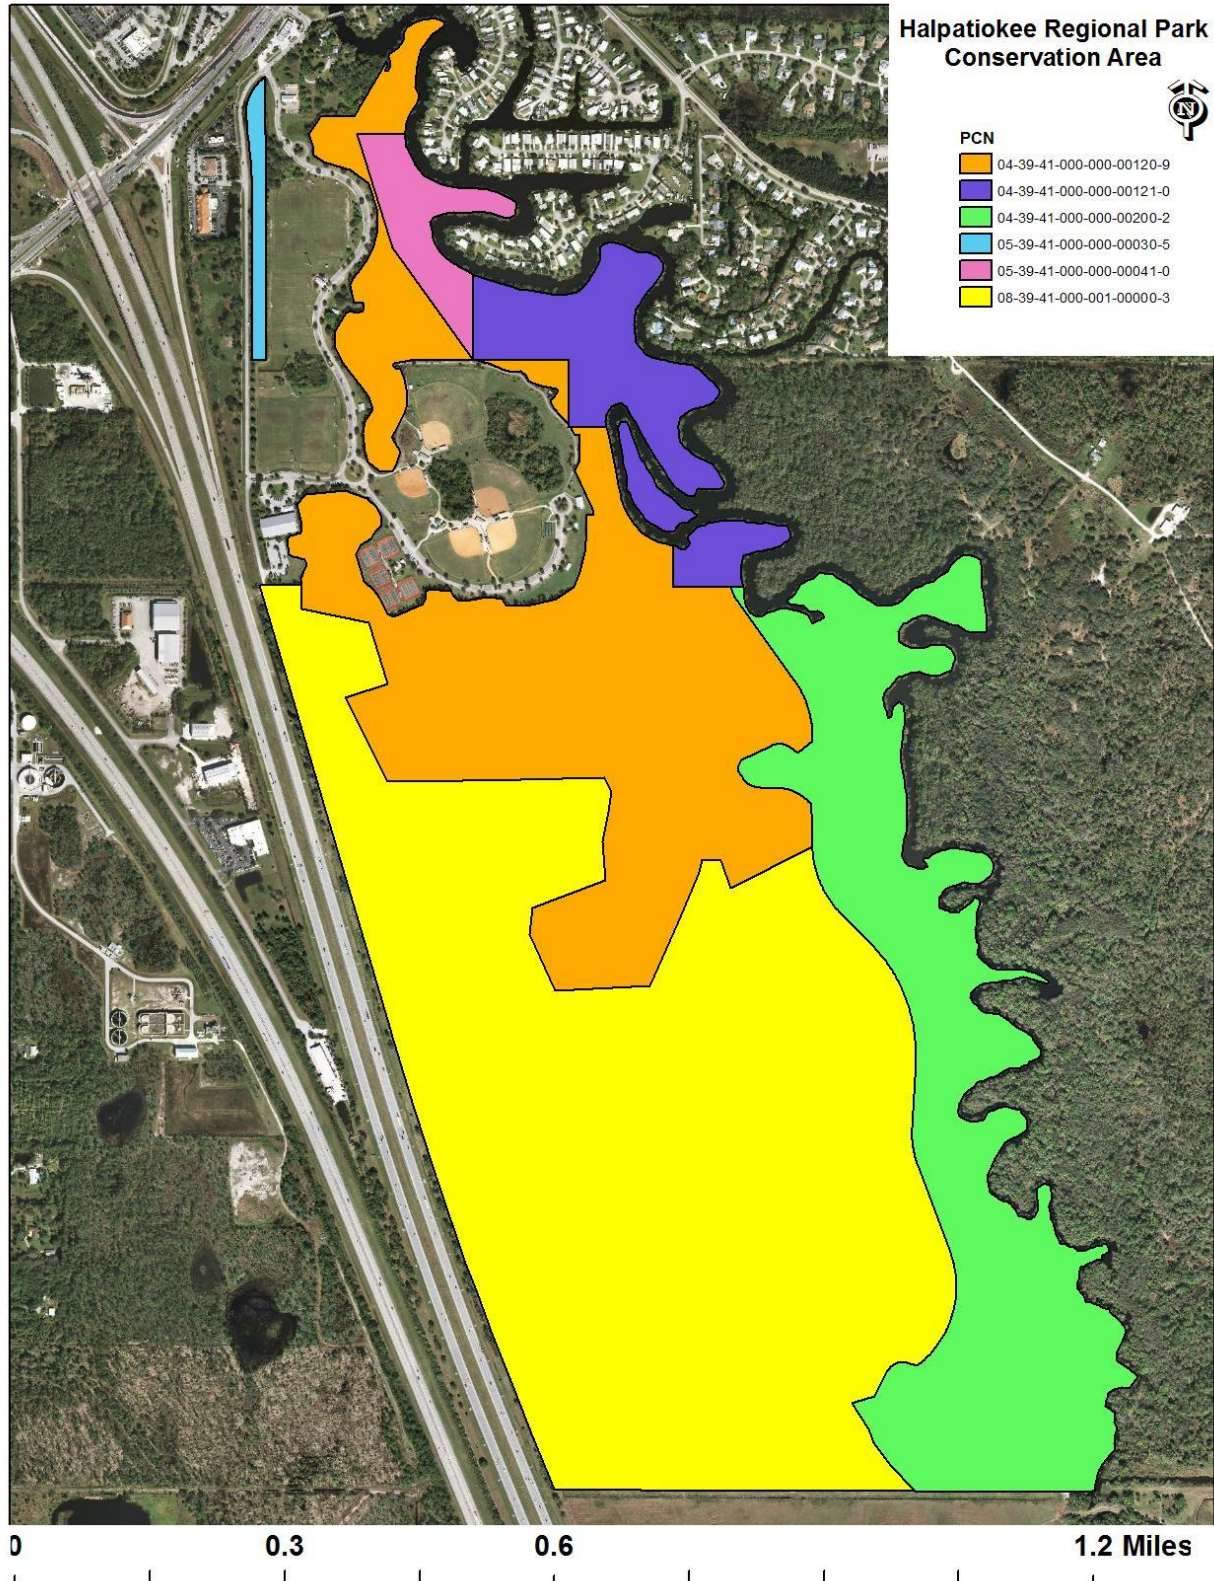 Halpatiokee Regional Park
Conservation Area
N
PCN
04-39-41-000-000-00120-9
04-39-41-000-000-00121-0
04-39-41-000-000-00200-2
05-39-41-000-000-00030-5
05-39-41-000-000-00041-0
08-39-41-000-001-00000-3
0 0.3 0.6 1.2 Miles